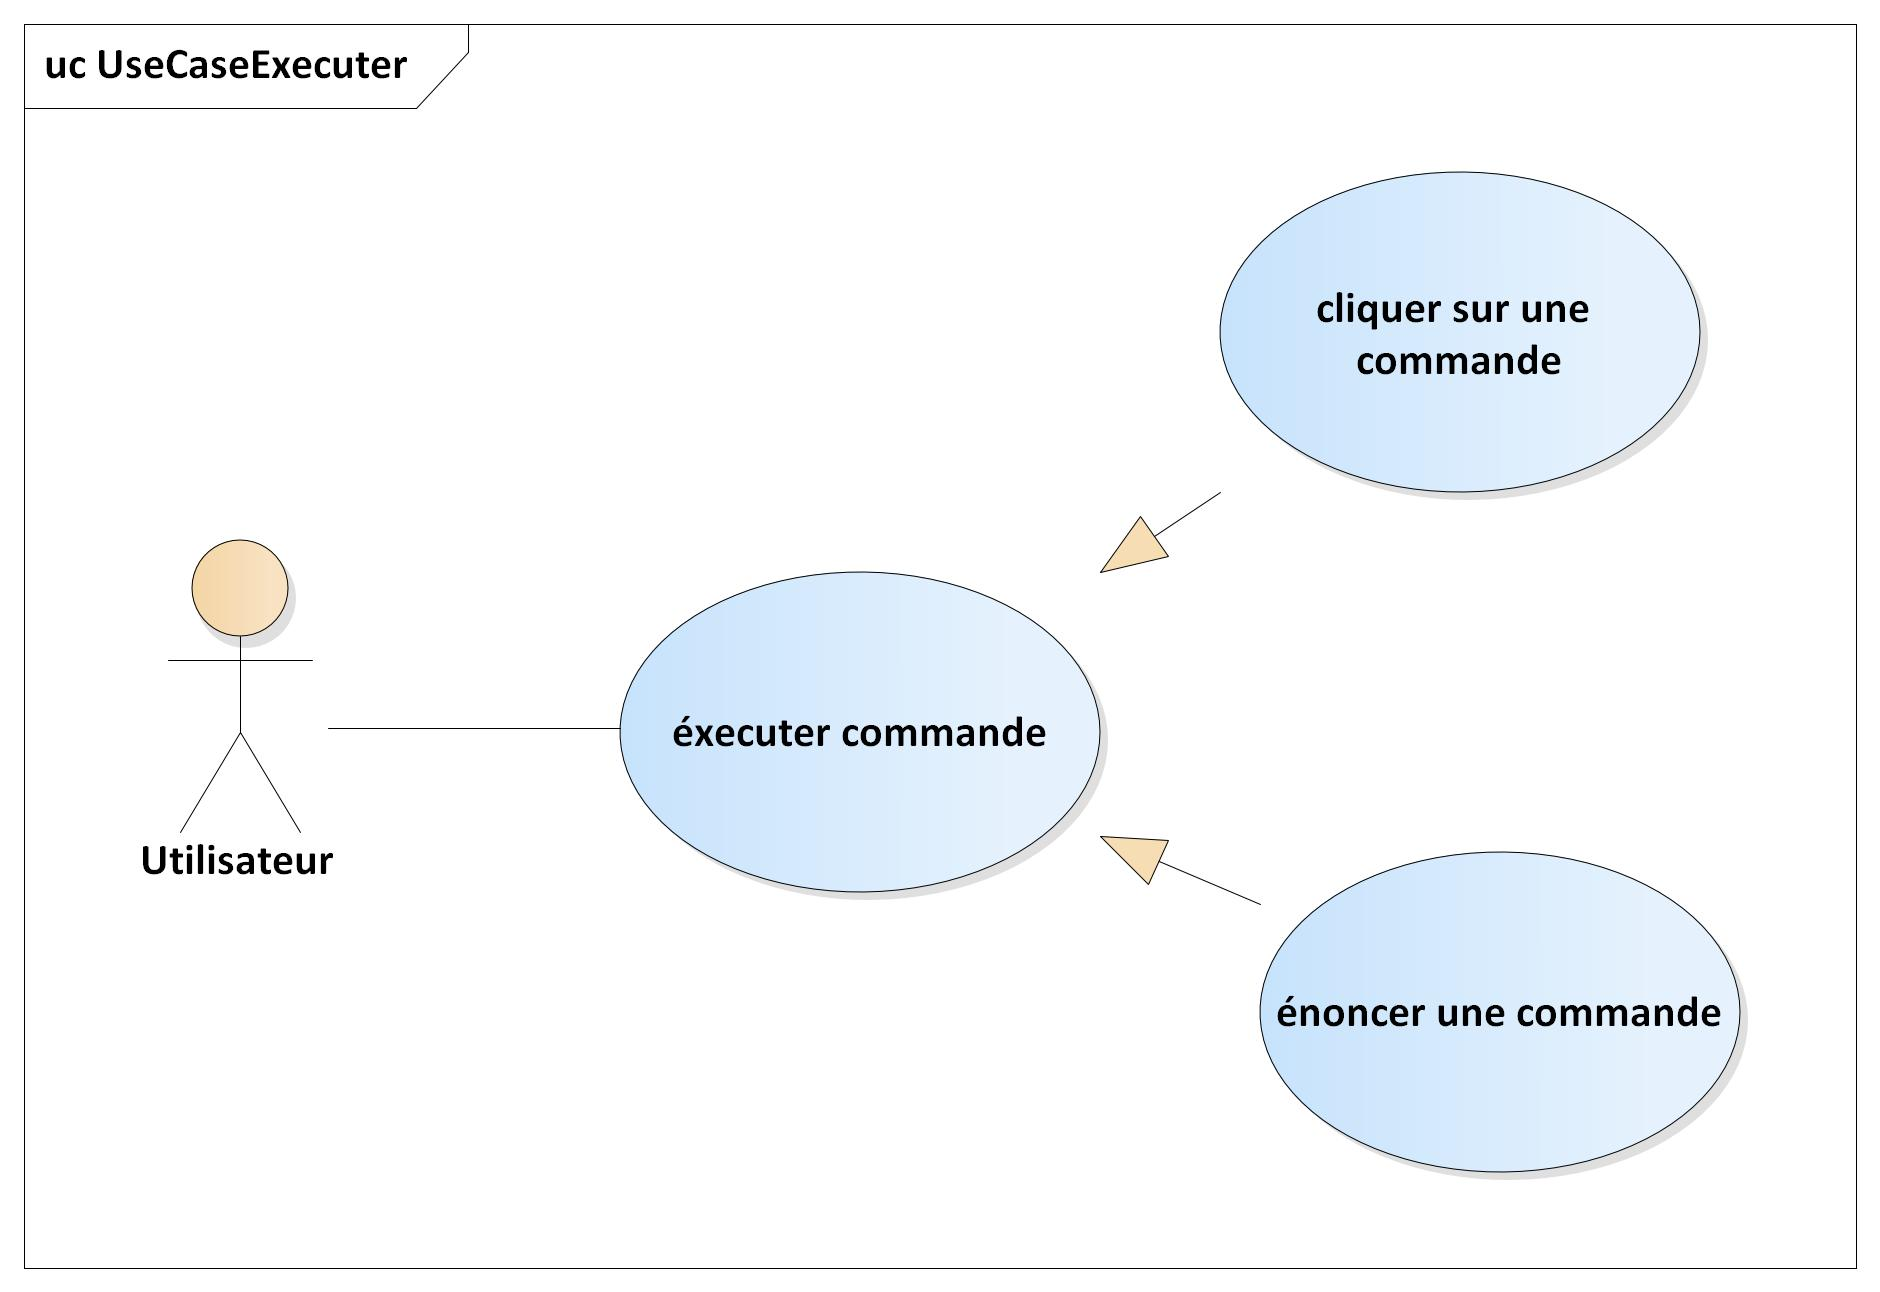 uc UseCaseExecuter
cliquer sur une
commande
éxecuter commande
Utilisateur
énoncer une commande